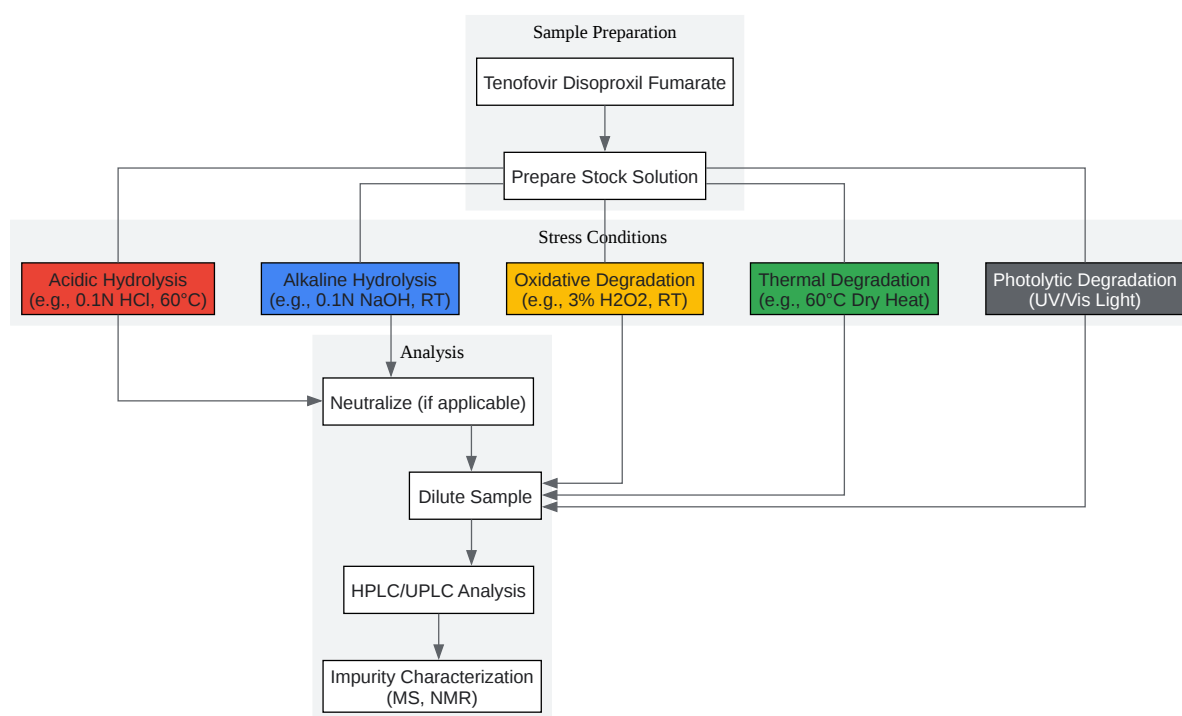 Sample Preparation
Tenofovir Disoproxil Fumarate
Prepare Stock Solution
Stress Conditions
Acidic Hydrolysis
(e.g., 0.1N HCl, 60°C)
Alkaline Hydrolysis
(e.g., 0.1N NaOH, RT)
Oxidative Degradation
(e.g., 3% H2O2, RT)
Thermal Degradation
(e.g., 60°C Dry Heat)
Photolytic Degradation
(UV/Vis Light)
Analysis
Neutralize (if applicable)
Dilute Sample
HPLC/UPLC Analysis
Impurity Characterization
(MS, NMR)